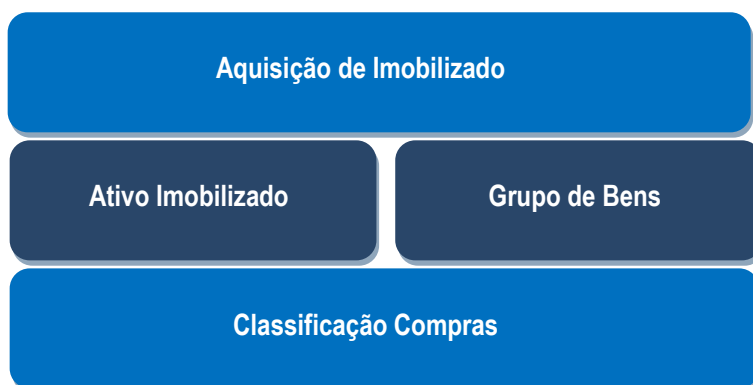 Aquisição de Imobilizado
Ativo Imobilizado
Grupo de Bens
Classificação Compras